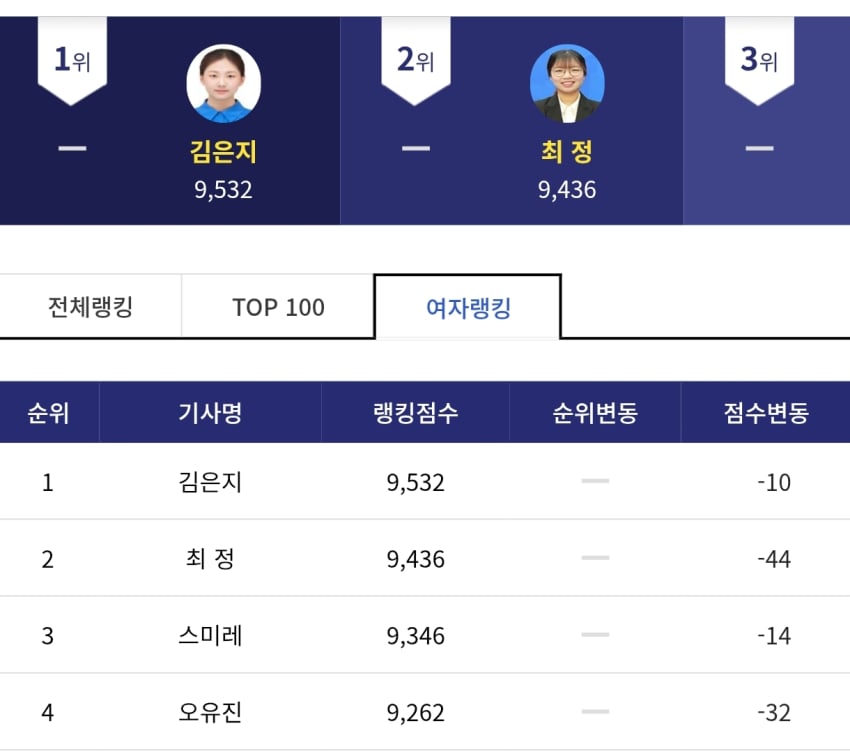 1위 2위 3위
— — —
김은지 최 정
9,532 9,436
전체랭킹 TOP 100 여자랭킹
순위 기사명 랭킹점수 순위변동 점수변동
1 김은지 9,532 — -10
2 최 정 9,436 — -44
3 스미레 9,346 — -14
4 오유진 9,262 — -32